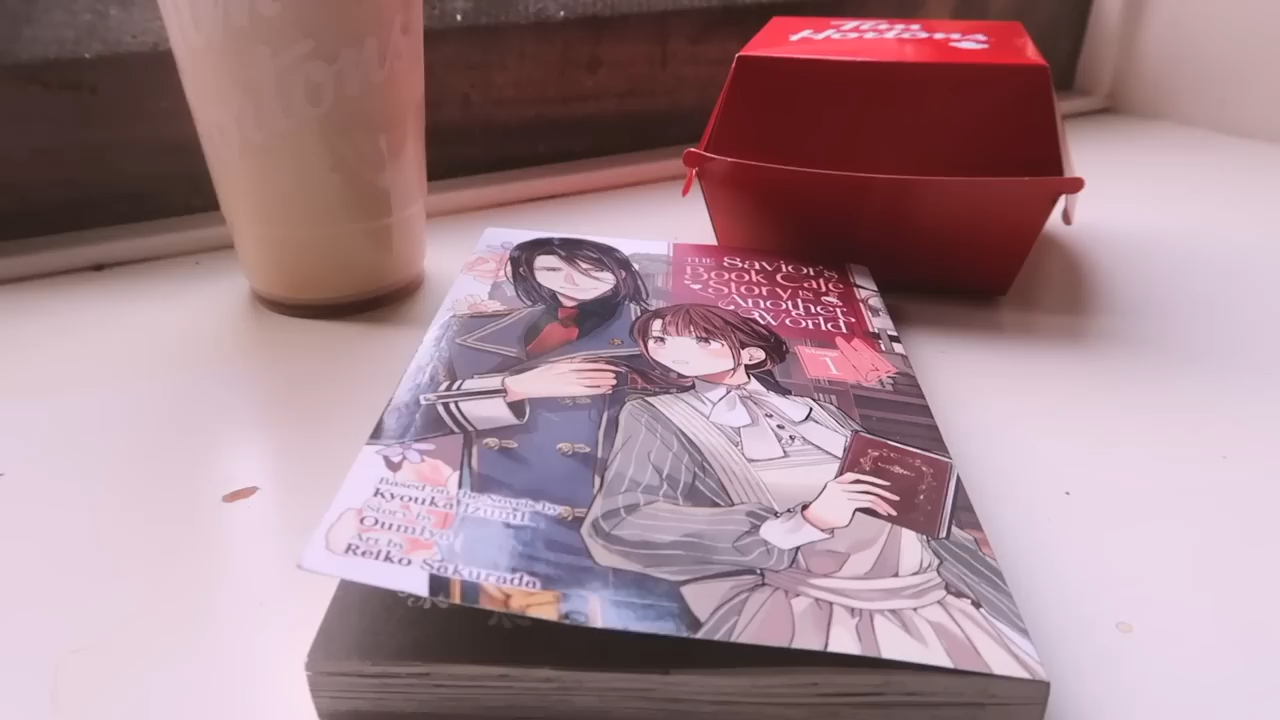 Tim
Hortons
THE Savior's
Book Café
Story IN
Another
World
Manga
1
Based on the Novels by
Kyouka Izumi
Story by
Oumiya
Art by
Reiko Sakurada